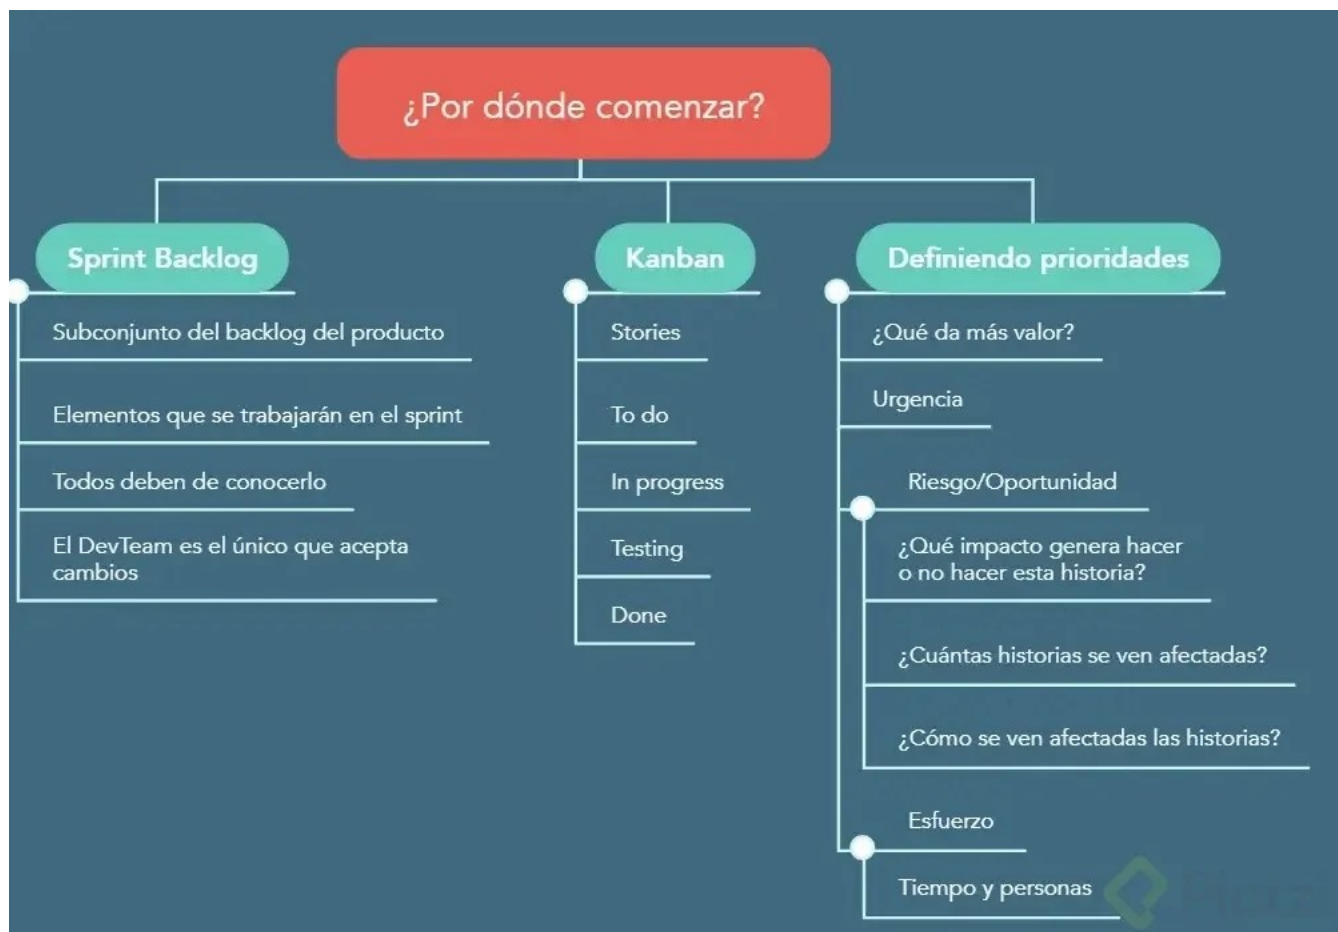 ¿Por dónde comenzar?
Sprint Backlog
Subconjunto del backlog del producto
Elementos que se trabajarán en el sprint
Todos deben de conocerlo
El DevTeam es el único que acepta
cambios
Kanban
Stories
To do
In progress
Testing
Done
Definiendo prioridades
¿Qué da más valor?
Urgencia
Riesgo/Oportunidad
¿Qué impacto genera hacer
o no hacer esta historia?
¿Cuántas historias se ven afectadas?
¿Cómo se ven afectadas las historias?
Esfuerzo
Tiempo y personas